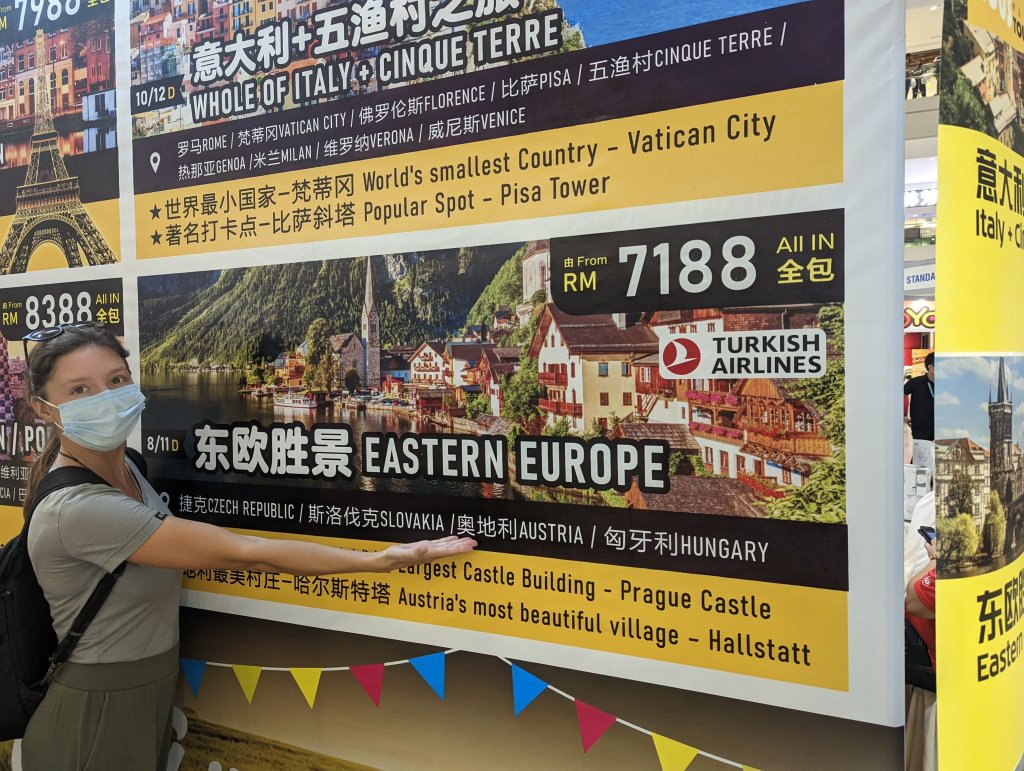 From
RM 7988 All IN
全包
由 From
RM 8388 All IN
全包
意大利+五渔村之旅
10/12 D
WHOLE OF ITALY + CINQUE TERRE
罗马ROME / 梵蒂冈VATICAN CITY / 佛罗伦斯FLORENCE / 比萨PISA / 五渔村CINQUE TERRE /
热那亚GENOA / 米兰MILAN / 维罗纳VERONA / 威尼斯VENICE
★世界最小国家–梵蒂冈 World's smallest Country – Vatican City
★著名打卡点–比萨斜塔 Popular Spot – Pisa Tower
由 From
RM 7188 All IN
全包
TURKISH
AIRLINES
8/11 D
东欧胜景 EASTERN EUROPE
捷克CZECH REPUBLIC / 斯洛伐克SLOVAKIA / 奥地利AUSTRIA / 匈牙利HUNGARY
Largest Castle Building – Prague Castle
地利最美村庄–哈尔斯特塔 Austria's most beautiful village – Hallstatt
意大利
Italy + Ci
STANDA
东欧
Eastern